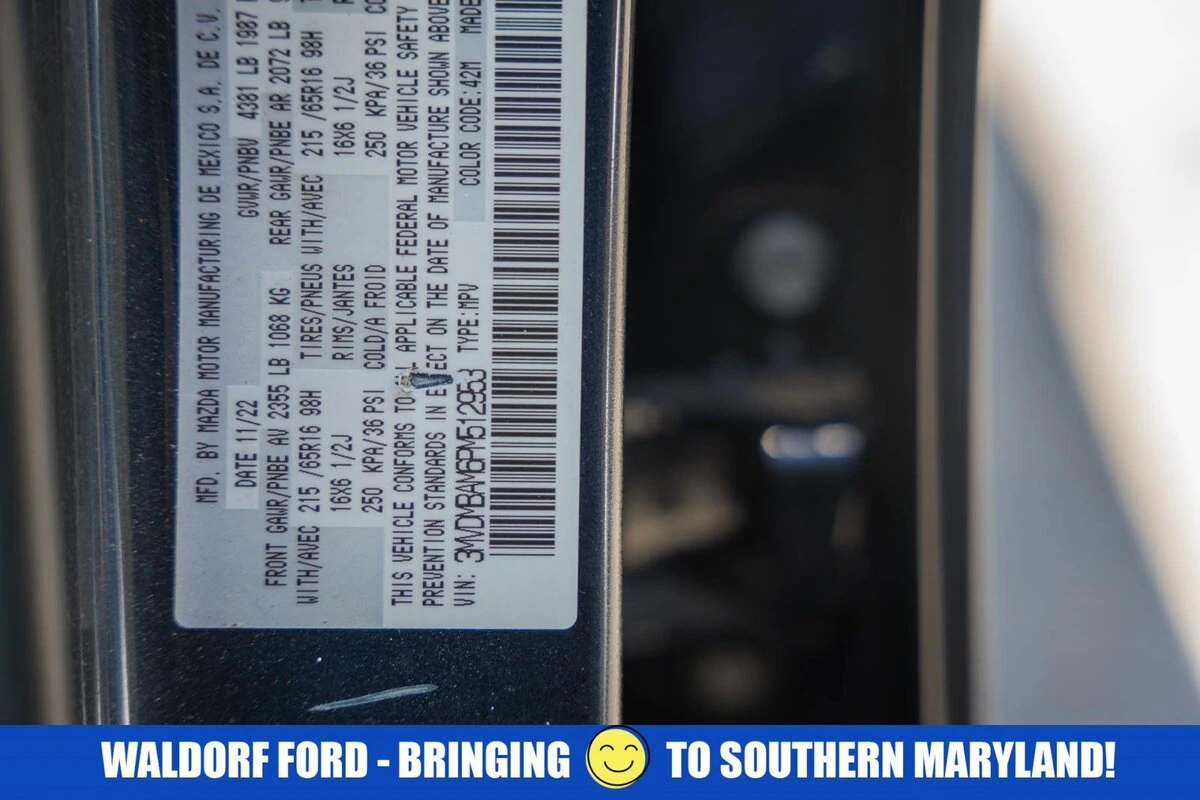 MFD. BY MAZDA MOTOR MANUFACTURING DE MEXICO S.A. DE C.V.
DATE 11/22 GVWR/PNBV 4381 LB 1987
FRONT GAWR/PNBE AV 2355 LB 1068 KG REAR GAWR/PNBE AR 2072 LB
WITH/AVEC 215 /65R16 98H TIRES/PNEUS WITH/AVEC 215 /65R16 98H
16X6 1/2J RIMS/JANTES 16X6 1/2J
250 KPA/36 PSI COLD/A FROID 250 KPA/36 PSI
THIS VEHICLE CONFORMS TO APPLICABLE FEDERAL MOTOR VEHICLE SAFETY
PREVENTION STANDARDS IN EFFECT ON THE DATE OF MANUFACTURE SHOWN ABOVE
VIN: 3MVDMBAM6PM512953 TYPE:MPV COLOR CODE:42M MADE
WALDORF FORD - BRINGING TO SOUTHERN MARYLAND!